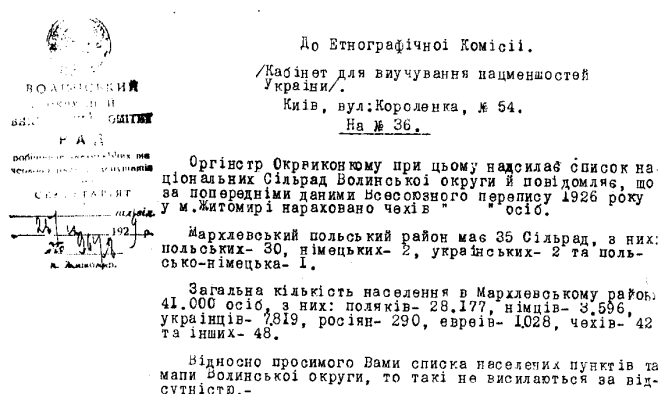 До Етнографічної Комісії.
/Кабінет для виучування нацменшостей
України/.
Київ, вул:Короленка, № 54.
На № 36.
ВОЛИНСЬКИЙ
РАД
СЕКРЕТАРІЯТ
192
м. Житомир.
Оргінстр Окрвиконкому при цьому надсилає список на-
ціональних Сільрад Волинської округи й повідомляє, що
за попередніми даними Всесоюзного перепису 1926 року
у м.Житомирі нараховано чехів " " осіб.
Мархлевський польський район має 35 Сільрад, з них:
польських- 30, німецьких- 2, українських- 2 та поль-
сько-німецька- I.
Загальна кількість населення в Мархлевському районі
41.000 осіб, з них: поляків- 28.177, німців- 3.596,
українців- 7819, росіян- 290, евреїв- 1028, чехів- 42
та інших- 48.
Відносно просимого Вами списка населених пунктів та
мапи Волинської округи, то такі не висилаються за від-
сутністю.-